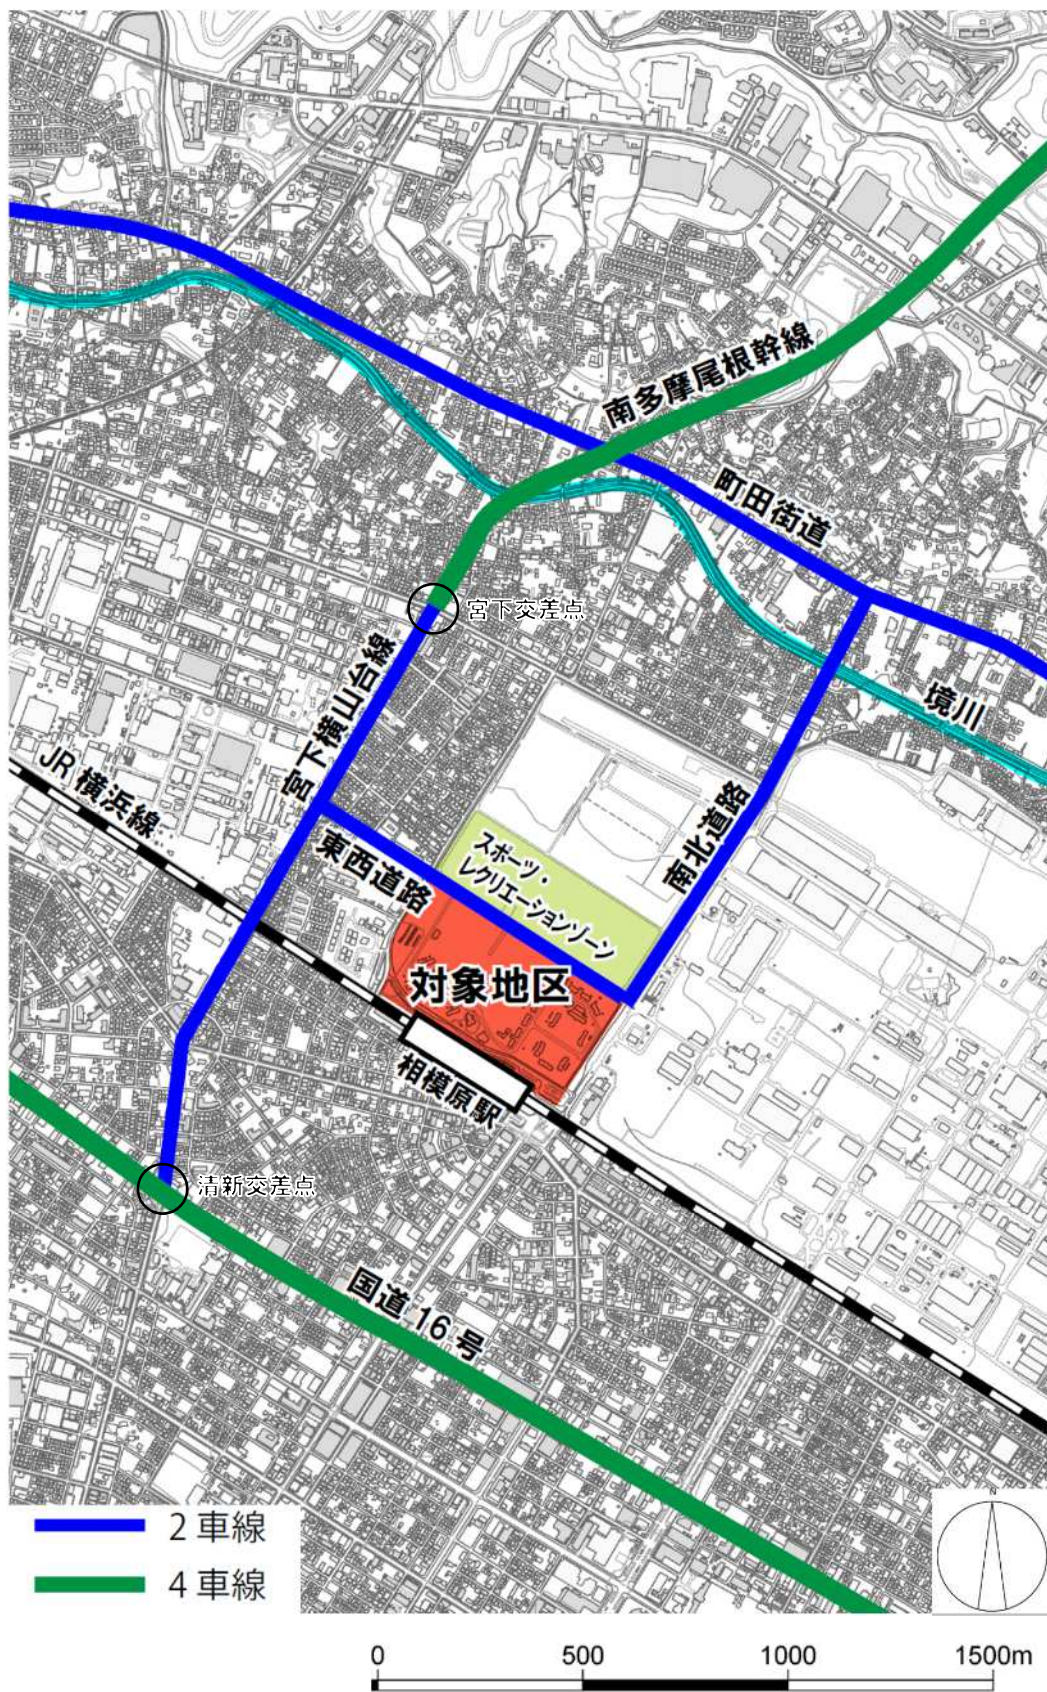 南多摩尾根幹線
町田街道
宮下交差点
境川
宮下横山台線
JR横浜線
南北道路
スポーツ・
レクリエーションゾーン
東西道路
対象地区
相模原駅
清新交差点
国道16号
2車線
4車線
N
0 500 1000 1500m